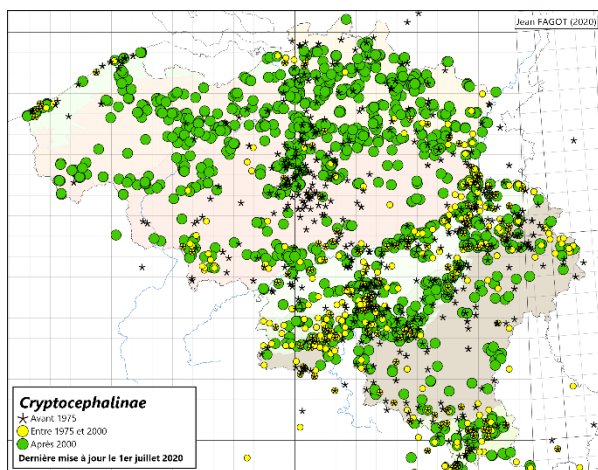 Jean FAGOT (2020)
Cryptocephalinae
Avant 1975
Entre 1975 et 2000
Après 2000
Dernière mise à jour le 1er juillet 2020